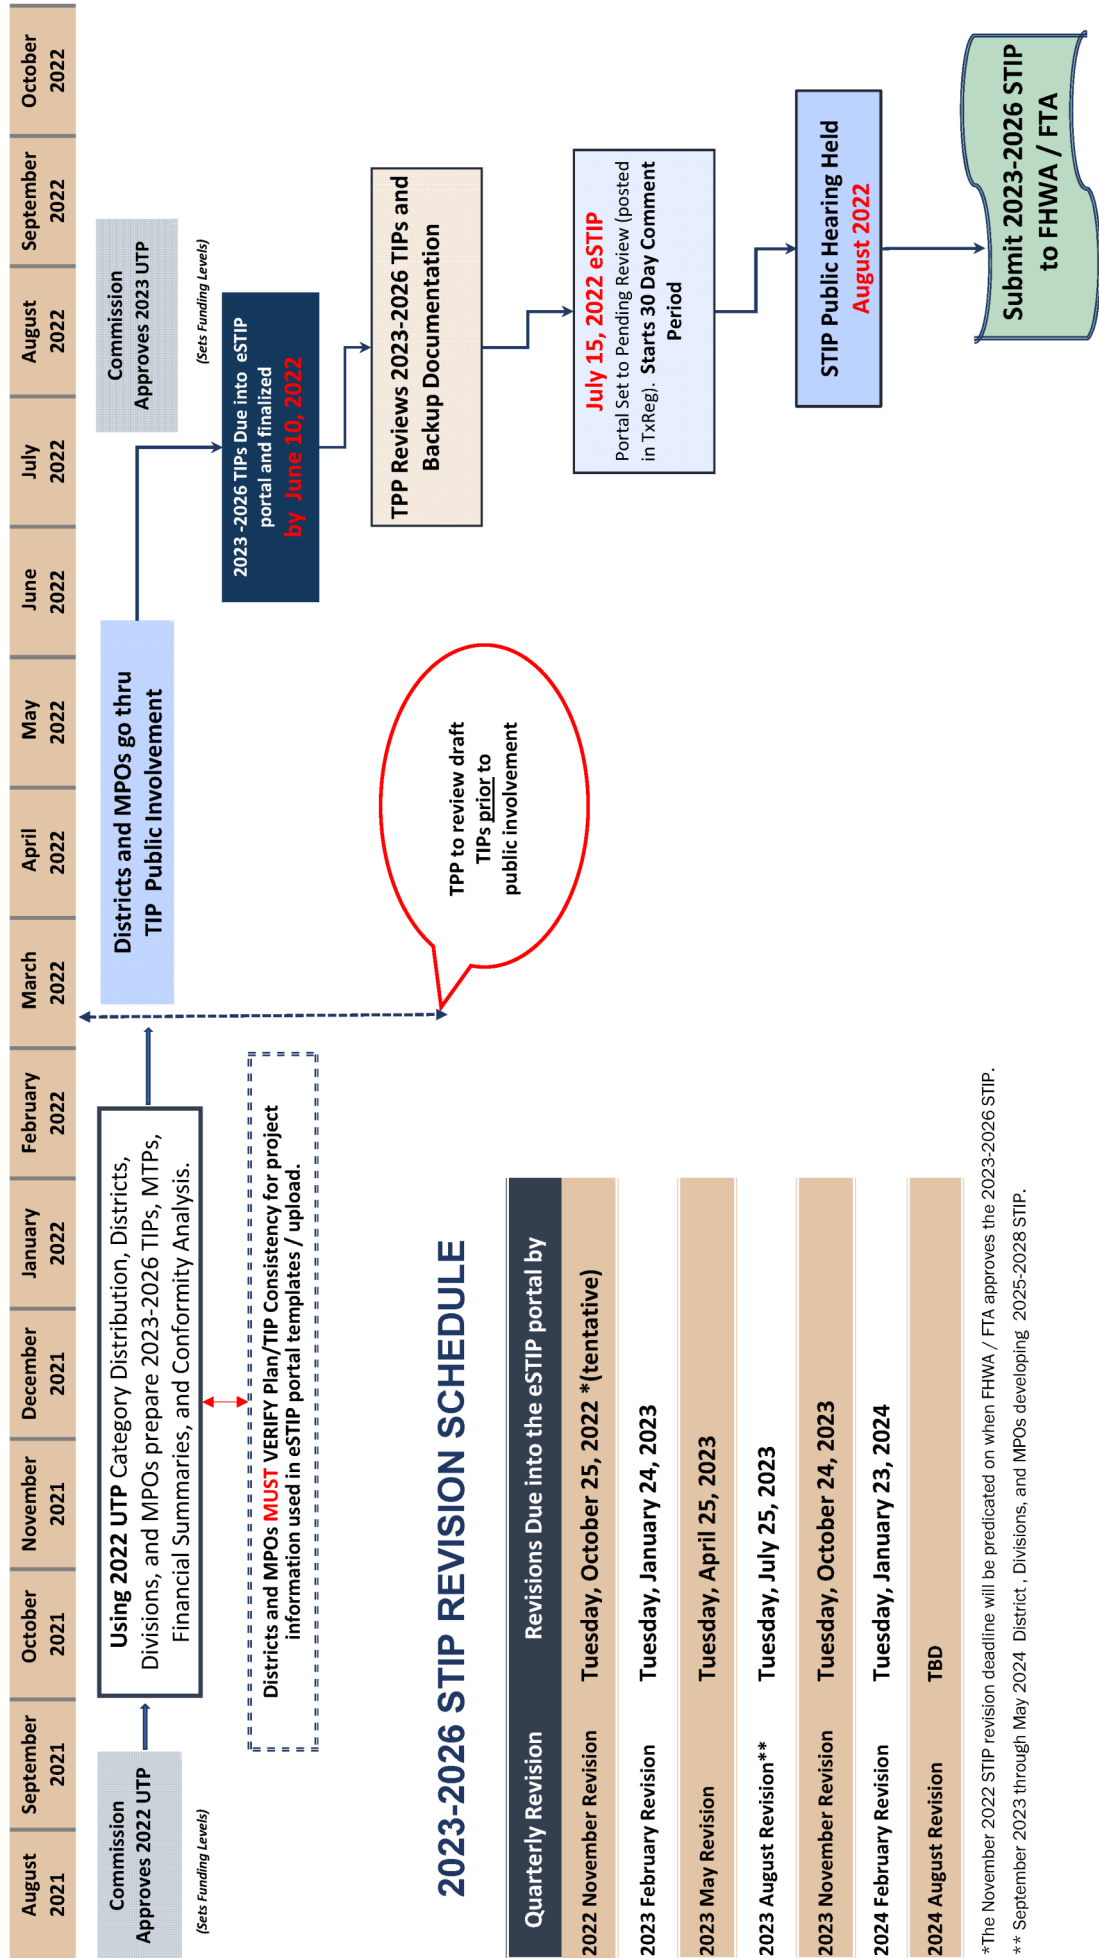 August
2021
September
2021
October
2021
November
2021
December
2021
January
2022
February
2022
March
2022
April
2022
May
2022
June
2022
July
2022
August
2022
September
2022
October
2022
Commission
Approves 2022 UTP
(Sets Funding Levels)
Using 2022 UTP Category Distribution, Districts,
Divisions, and MPOs prepare 2023-2026 TIPs, MTPs,
Financial Summaries, and Conformity Analysis.
Districts and MPOs MUST VERIFY Plan/TIP Consistency for project
information used in eSTIP portal templates / upload.
Districts and MPOs go thru
TIP Public Involvement
TPP to review draft
TIPs prior to
public involvement
Commission
Approves 2023 UTP
(Sets Funding Levels)
2023 -2026 TIPs Due into eSTIP
portal and finalized
by June 10, 2022
TPP Reviews 2023-2026 TIPs and
Backup Documentation
July 15, 2022 eSTIP
Portal Set to Pending Review (posted
in TxReg). Starts 30 Day Comment
Period
STIP Public Hearing Held
August 2022
Submit 2023-2026 STIP
to FHWA / FTA
2023-2026 STIP REVISION SCHEDULE
Quarterly Revision Revisions Due into the eSTIP portal by
2022 November Revision Tuesday, October 25, 2022 *(tentative)
2023 February Revision Tuesday, January 24, 2023
2023 May Revision Tuesday, April 25, 2023
2023 August Revision** Tuesday, July 25, 2023
2023 November Revision Tuesday, October 24, 2023
2024 February Revision Tuesday, January 23, 2024
2024 August Revision TBD
*The November 2022 STIP revision deadline will be predicated on when FHWA / FTA approves the 2023-2026 STIP.
** September 2023 through May 2024 District , Divisions, and MPOs developing 2025-2028 STIP.